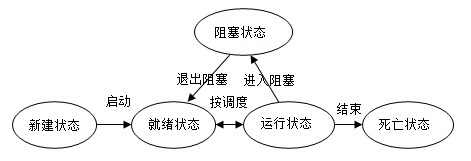 阻塞状态
退出阻塞
进入阻塞
启动
按调度
结束
新建状态
就绪状态
运行状态
死亡状态